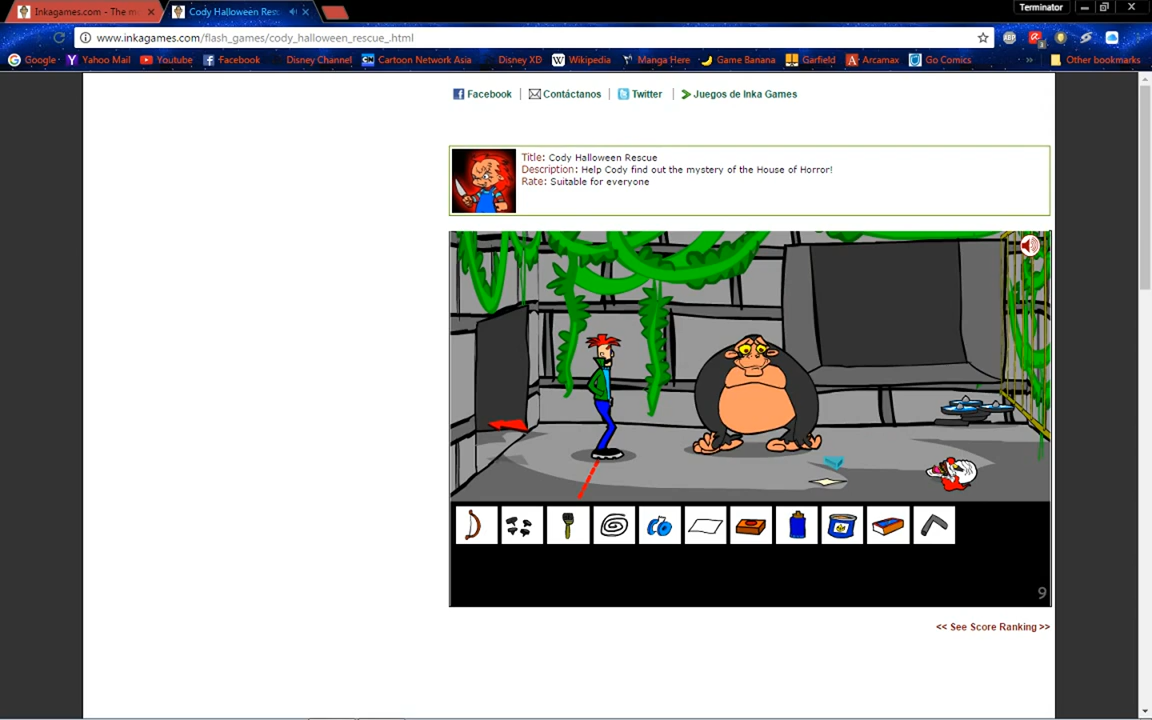 Inkagames.com - The m
Cody Halloween Resc
Terminator
www.inkagames.com/flash_games/cody_halloween_rescue_.html
Google
Yahoo Mail
Youtube
Facebook
Disney Channel
Cartoon Network Asia
Disney XD
Wikipedia
Manga Here
Game Banana
Garfield
Arcamax
Go Comics
»
Other bookmarks
Facebook | Contáctanos | Twitter | Juegos de Inka Games
Title: Cody Halloween Rescue
Description: Help Cody find out the mystery of the House of Horror!
Rate: Suitable for everyone
9
<< See Score Ranking >>